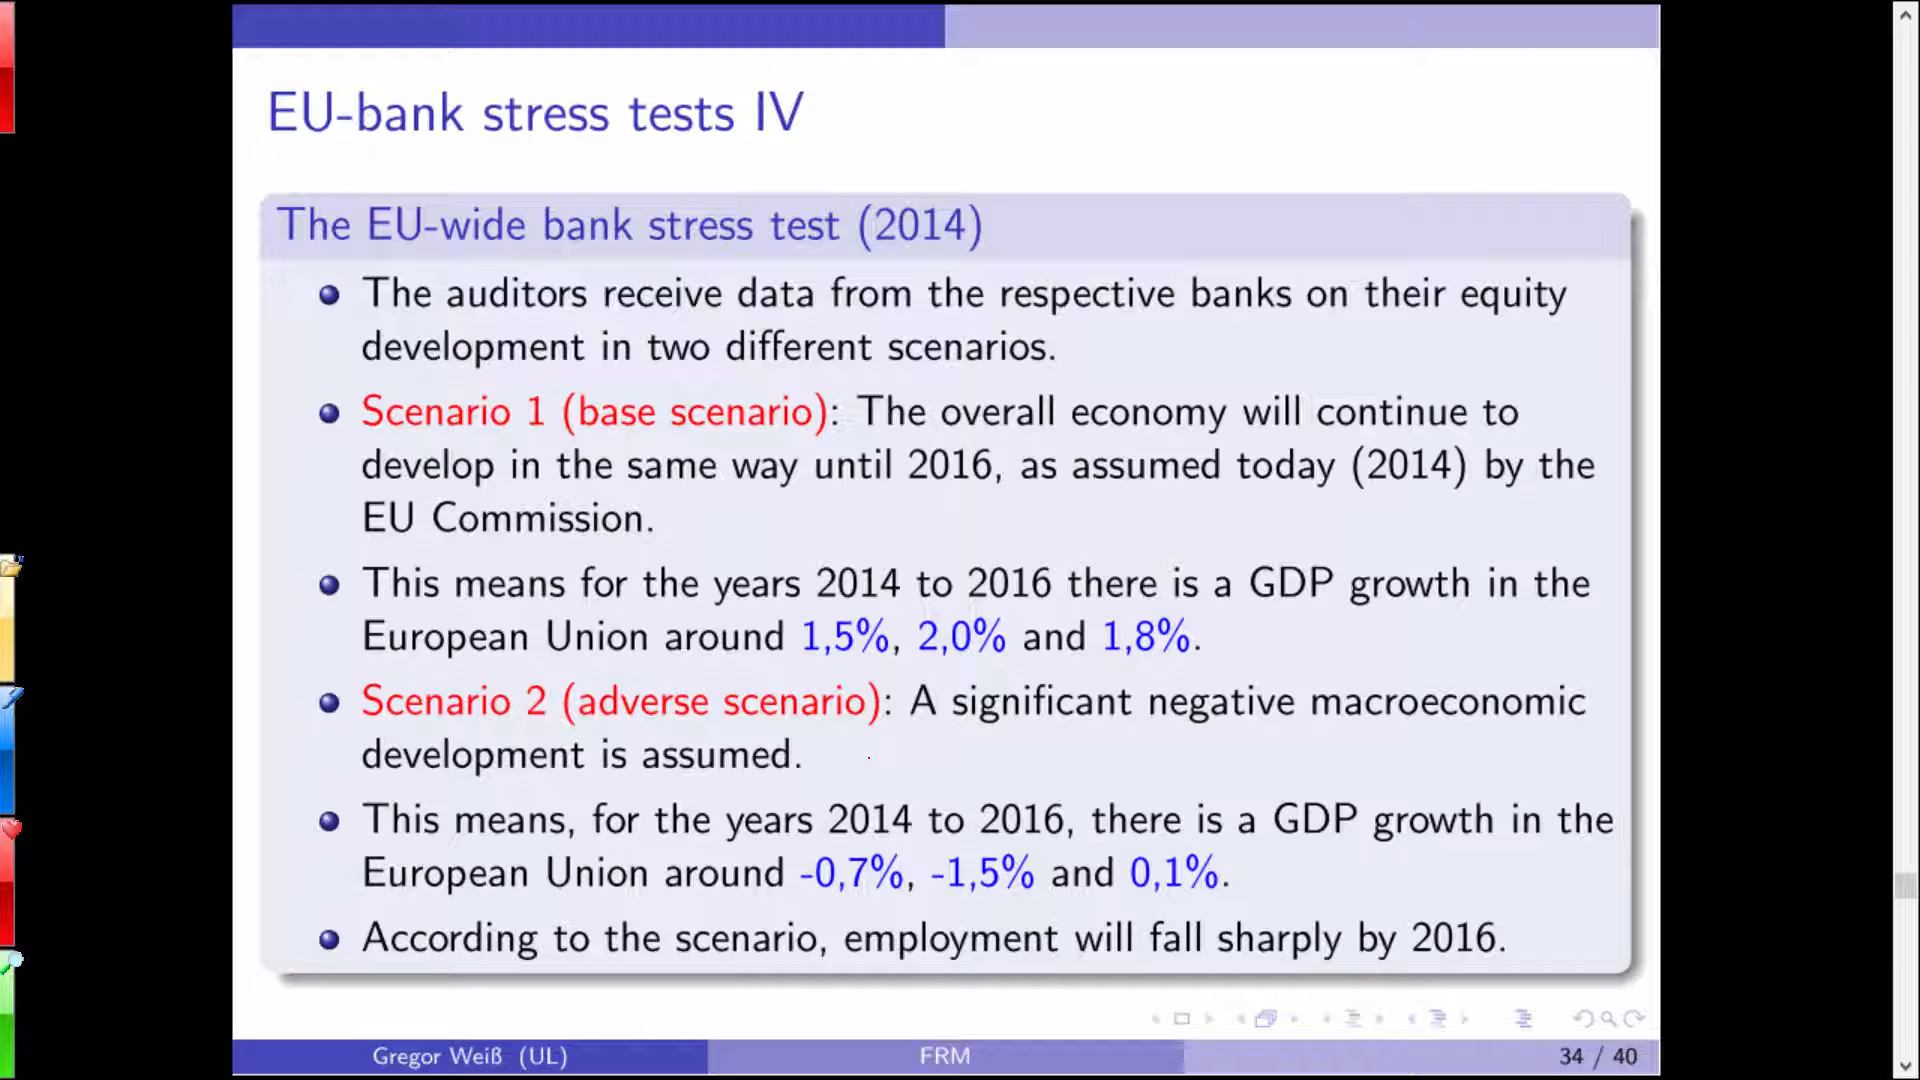 EU-bank stress tests IV
The EU-wide bank stress test (2014)
The auditors receive data from the respective banks on their equity
development in two different scenarios.
Scenario 1 (base scenario): The overall economy will continue to
develop in the same way until 2016, as assumed today (2014) by the
EU Commission.
This means for the years 2014 to 2016 there is a GDP growth in the
European Union around 1,5%, 2,0% and 1,8%.
Scenario 2 (adverse scenario): A significant negative macroeconomic
development is assumed.
This means, for the years 2014 to 2016, there is a GDP growth in the
European Union around -0,7%, -1,5% and 0,1%.
According to the scenario, employment will fall sharply by 2016.
Gregor Weiß (UL) FRM 34 / 40